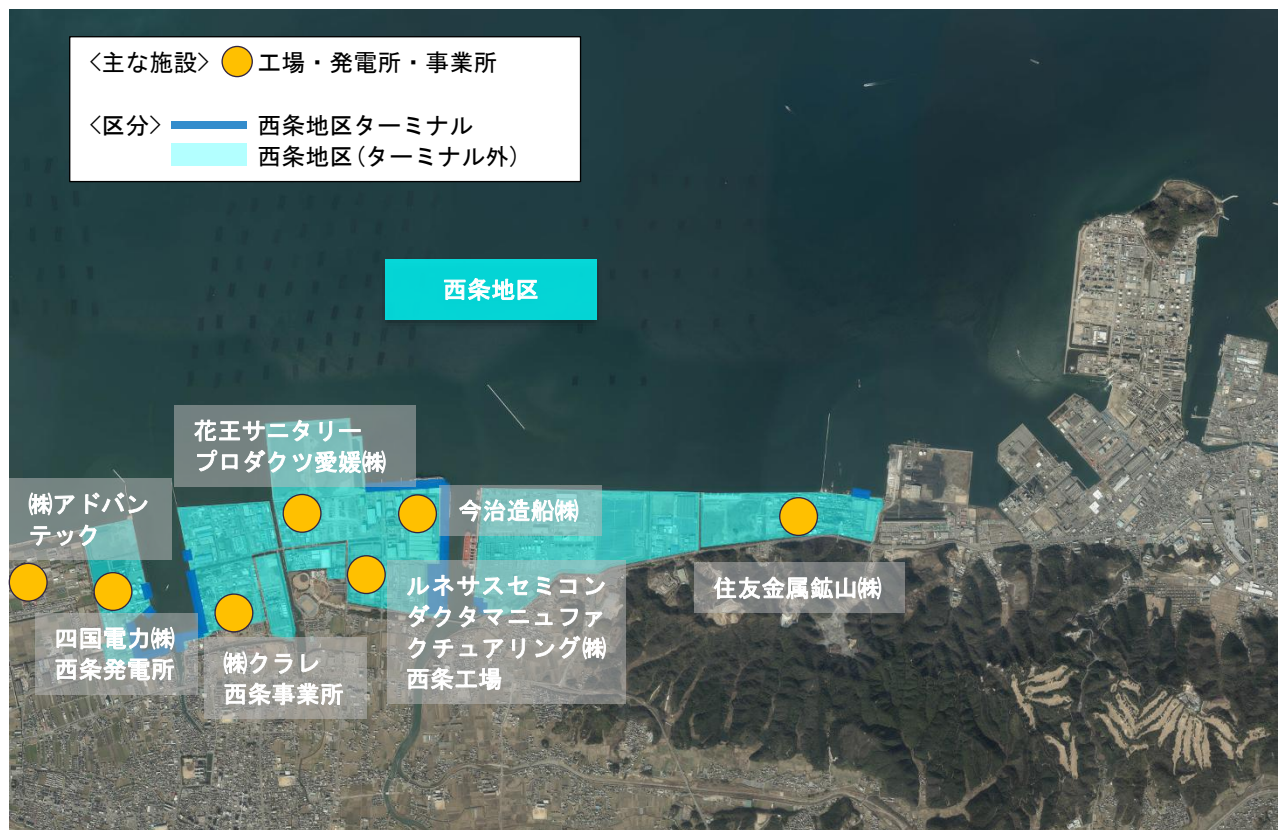 <主な施設> 工場・発電所・事業所
<区分> 西条地区ターミナル
西条地区(ターミナル外)
西条地区
花王サニタリー
プロダクツ愛媛㈱
㈱アドバン
テック
今治造船㈱
四国電力㈱
西条発電所
㈱クラレ
西条事業所
ルネサスセミコン
ダクタマニュファ
クチュアリング㈱
西条工場
住友金属鉱山㈱